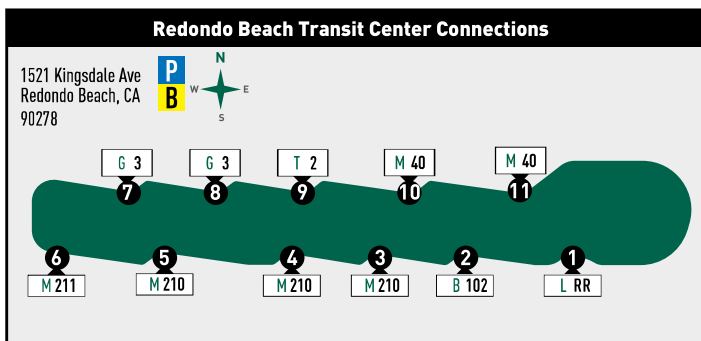 Redondo Beach Transit Center Connections
1521 Kingsdale Ave
Redondo Beach, CA
90278
P
B
N
W E
S
G 3
G 3
T 2
M 40
M 40
7
8
9
10
11
6
5
4
3
2
1
M 211
M 210
M 210
M 210
B 102
L RR